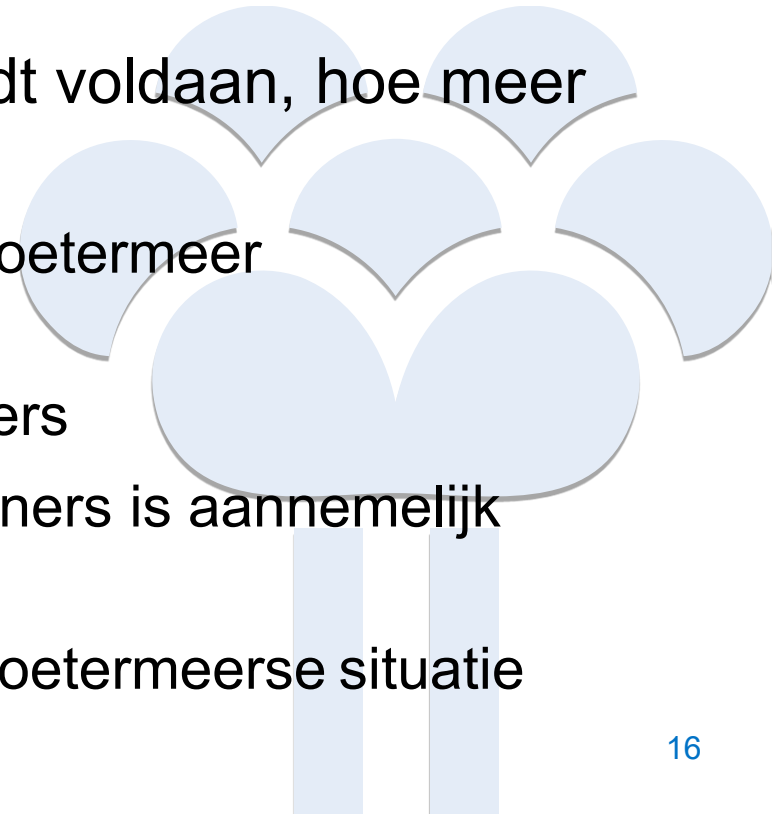 dt voldaan, hoe meer
oetermeer
ers
ners is aannemelijk
oetermeerse situatie
16